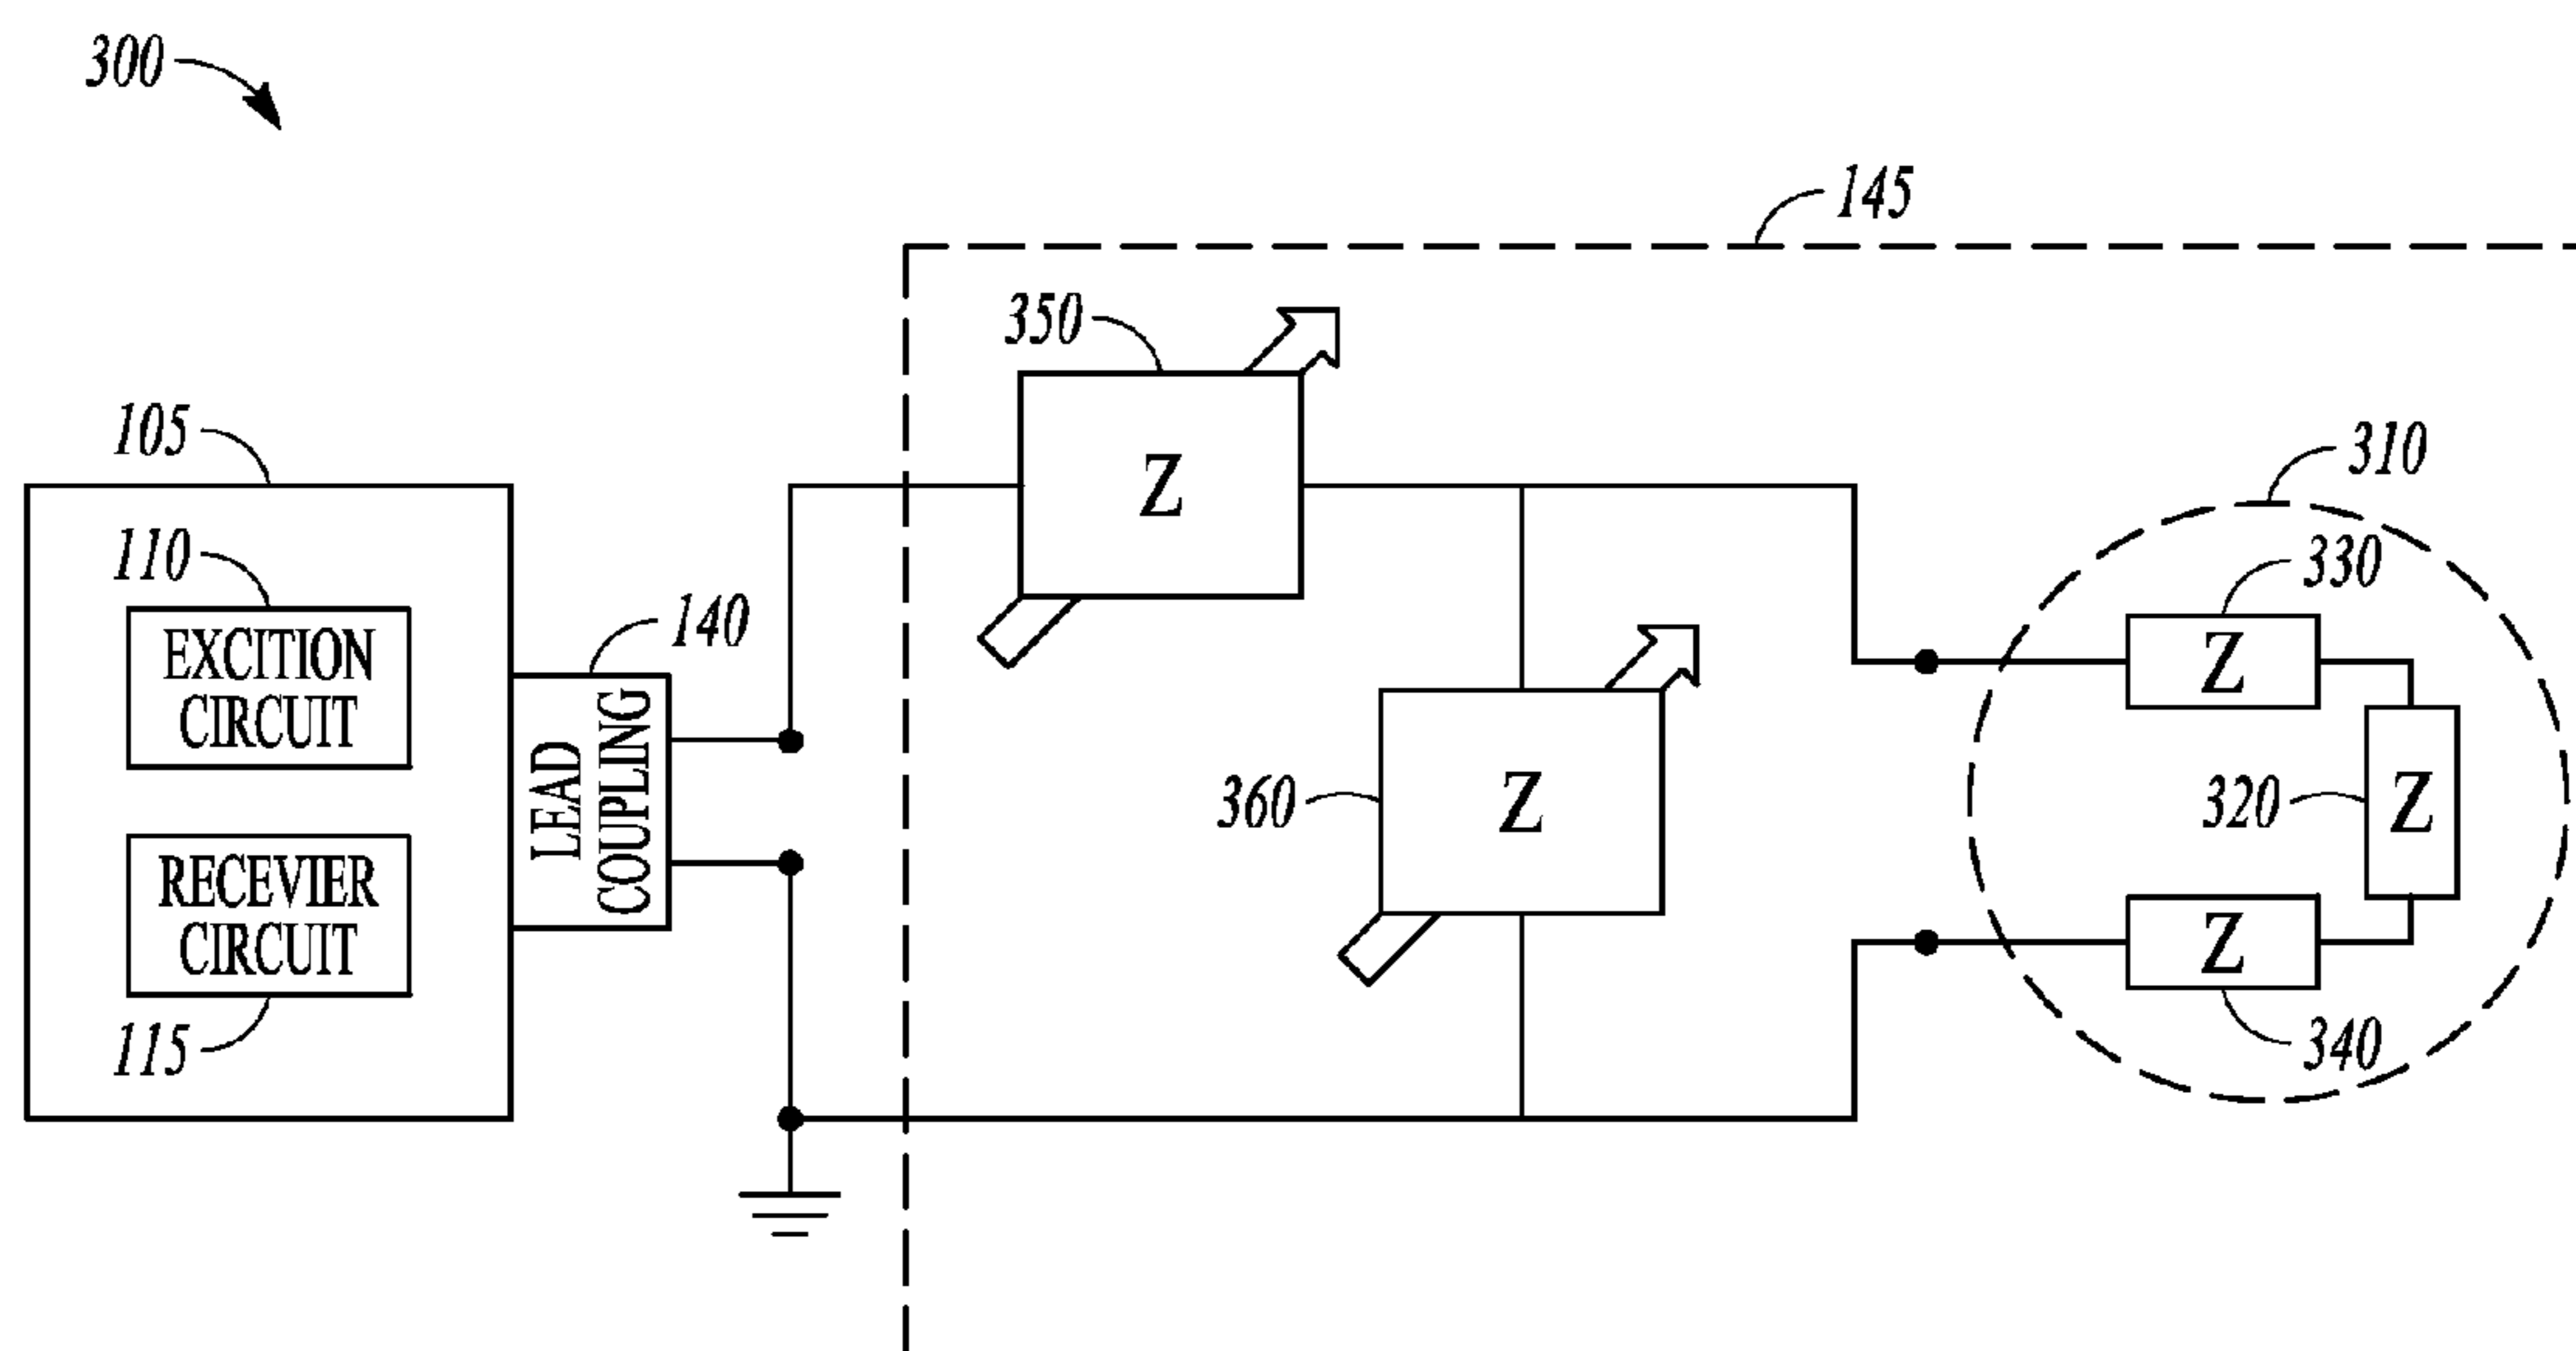 300
145
350
Z
105
110
EXCITION
CIRCUIT
140
LEAD
COUPLING
RECEVIER
CIRCUIT
115
360
Z
310
330
Z
320
Z
Z
340